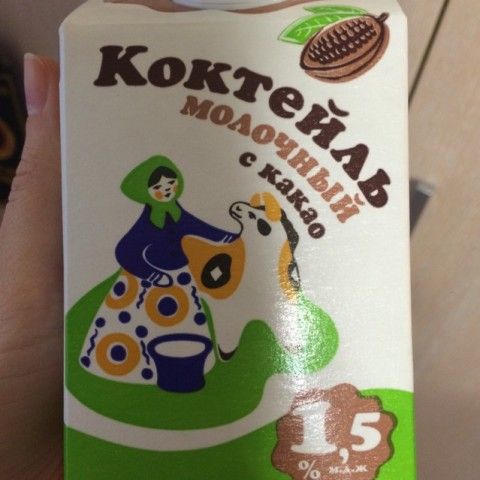 Коктейль
молочный
с какао
1,5
% м.д.ж